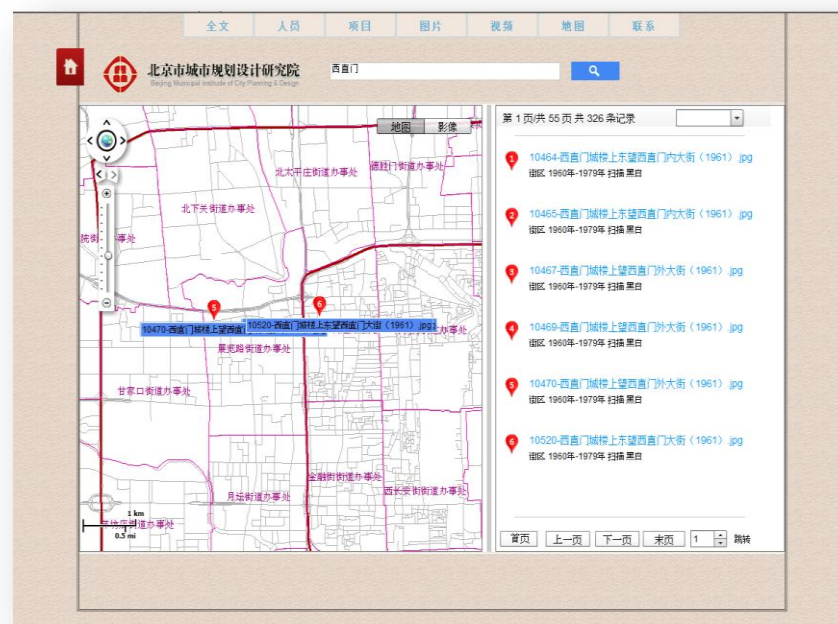 全文 人员 项目 图片 视频 地图 联系
北京市城市规划设计研究院
Beijing Municipal Institute of City Planning & Design
西直门
地图 影像
德胜门街道办事处
北太平庄街道办事处
北下关街道办事处
5
6
10470-西直门城楼上望西直门
10520-西直门城楼上东望西直门大街（1961）.jpg
展览路街道办事处
甘家口街道办事处
金融街街道办事处
月坛街道办事处
西长安街街道办事处
1 km
0.5 mi
第 1 页/共 55 页 共 326 条记录
1 10464-西直门城楼上东望西直门内大街（1961）.jpg
街区 1960年-1979年 扫描 黑白
2 10465-西直门城楼上东望西直门内大街（1961）.jpg
街区 1960年-1979年 扫描 黑白
3 10467-西直门城楼上望西直门外大街（1961）.jpg
街区 1960年-1979年 扫描 黑白
4 10469-西直门城楼上望西直门外大街（1961）.jpg
街区 1960年-1979年 扫描 黑白
5 10470-西直门城楼上望西直门外大街（1961）.jpg
街区 1960年-1979年 扫描 黑白
6 10520-西直门城楼上东望西直门大街（1961）.jpg
街区 1960年-1979年 扫描 黑白
首页 上一页 下一页 末页 1 跳转